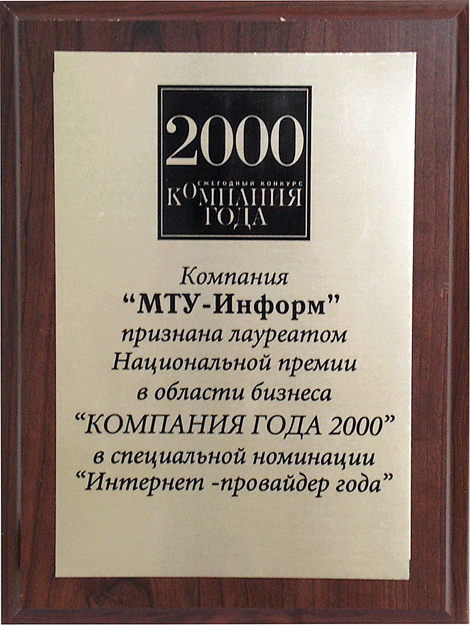 2000
ЕЖЕГОДНЫЙ КОНКУРС
КОМПАНИЯ
ГОДА
Компания
“МТУ-Информ”
признана лауреатом
Национальной премии
в области бизнеса
“КОМПАНИЯ ГОДА 2000”
в специальной номинации
“Интернет -провайдер года”